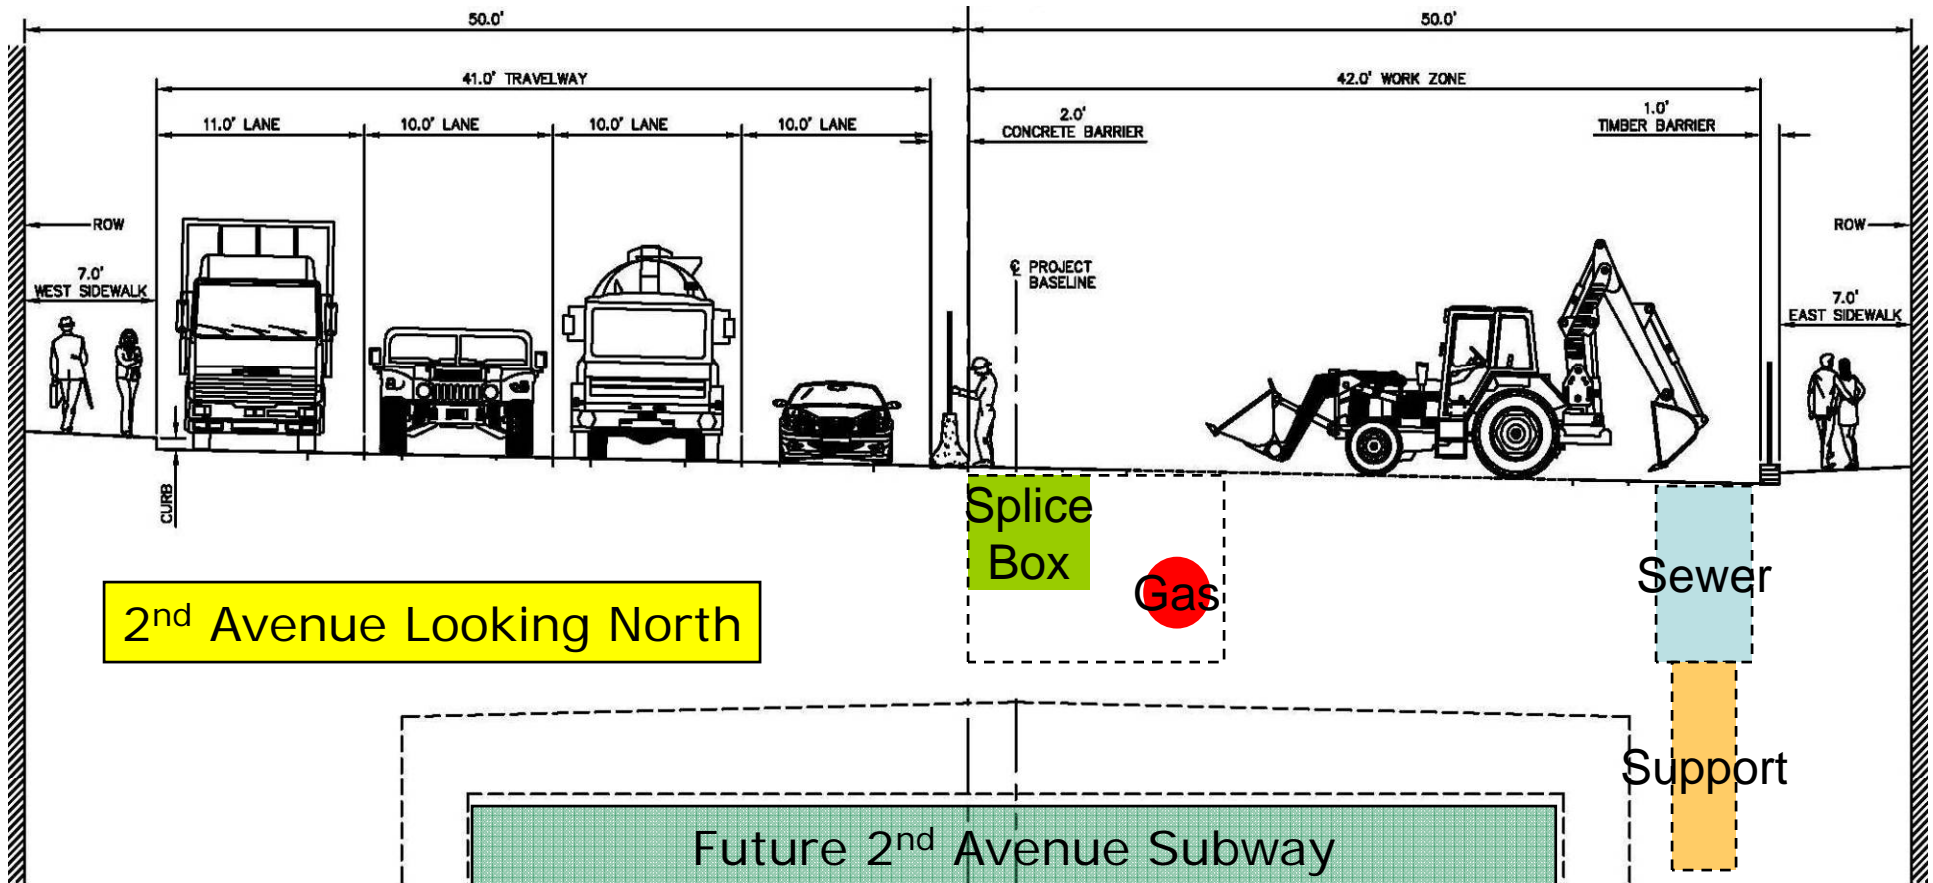 50.0'
50.0'
41.0' TRAVELWAY
42.0' WORK ZONE
11.0' LANE
10.0' LANE
10.0' LANE
10.0' LANE
2.0'
CONCRETE BARRIER
1.0'
TIMBER BARRIER
ROW
ROW
7.0'
WEST SIDEWALK
℄ PROJECT
BASELINE
7.0'
EAST SIDEWALK
CURB
Splice
Box
Gas
Sewer
2nd Avenue Looking North
Support
Future 2nd Avenue Subway